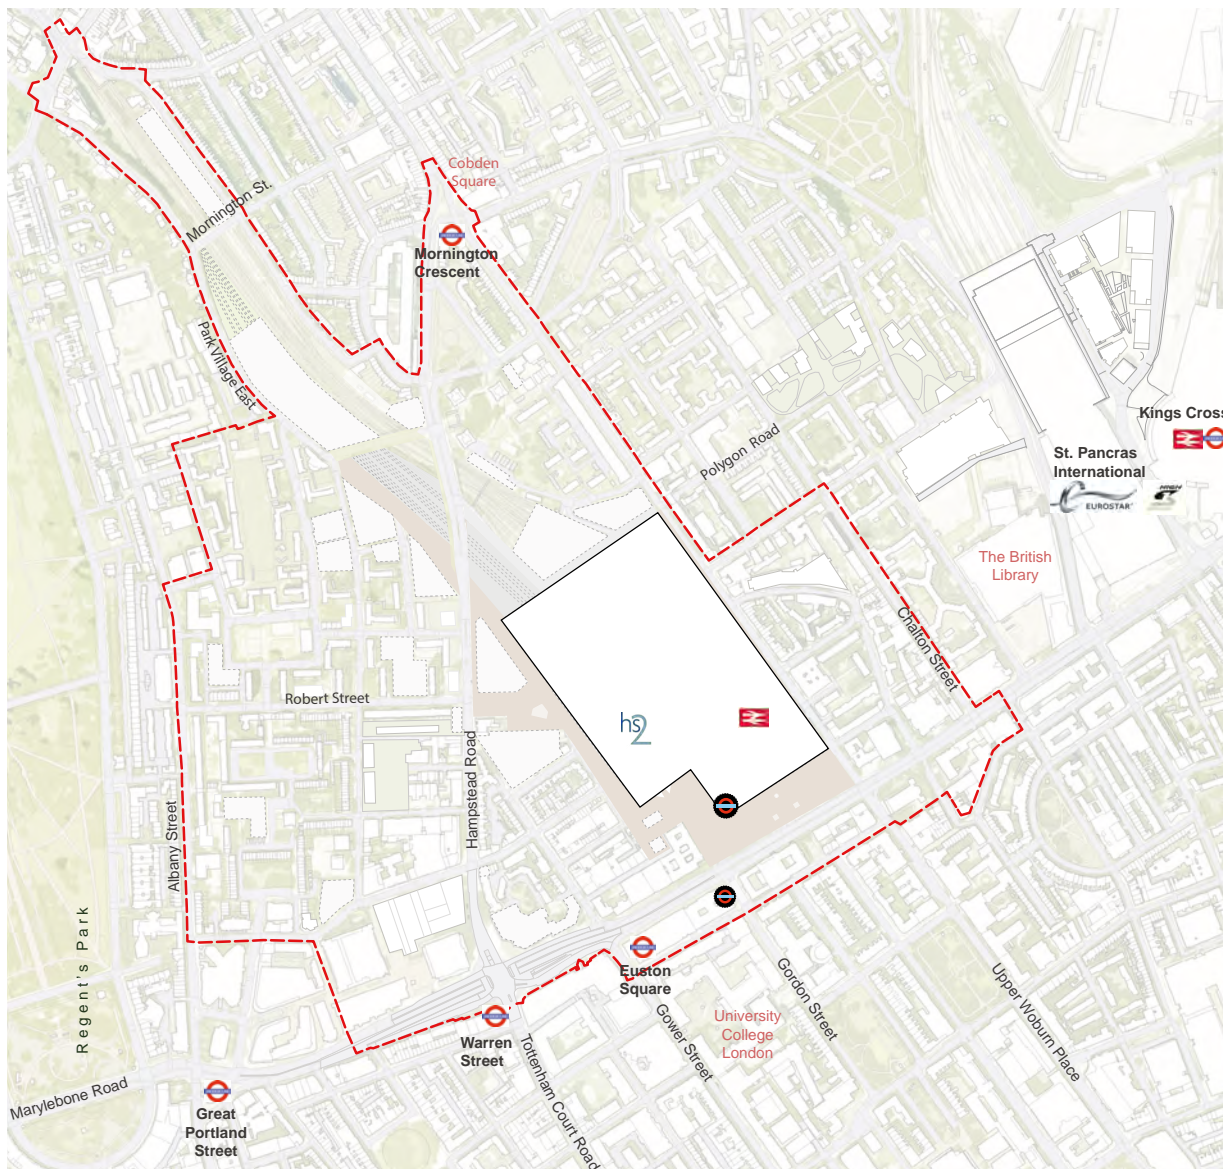 Cobden
Square
Mornington St.
Mornington
Crescent
Park Village East
Kings Cross
Polygon Road
St. Pancras
International
EUROSTAR
The British
Library
Chalton Street
Robert Street
hs2
Hampstead Road
Albany Street
Regent's Park
Euston
Square
Gordon Street
Upper Woburn Place
University
College
London
Gower Street
Warren
Street
Tottenham Court Road
Marylebone Road
Great
Portland
Street